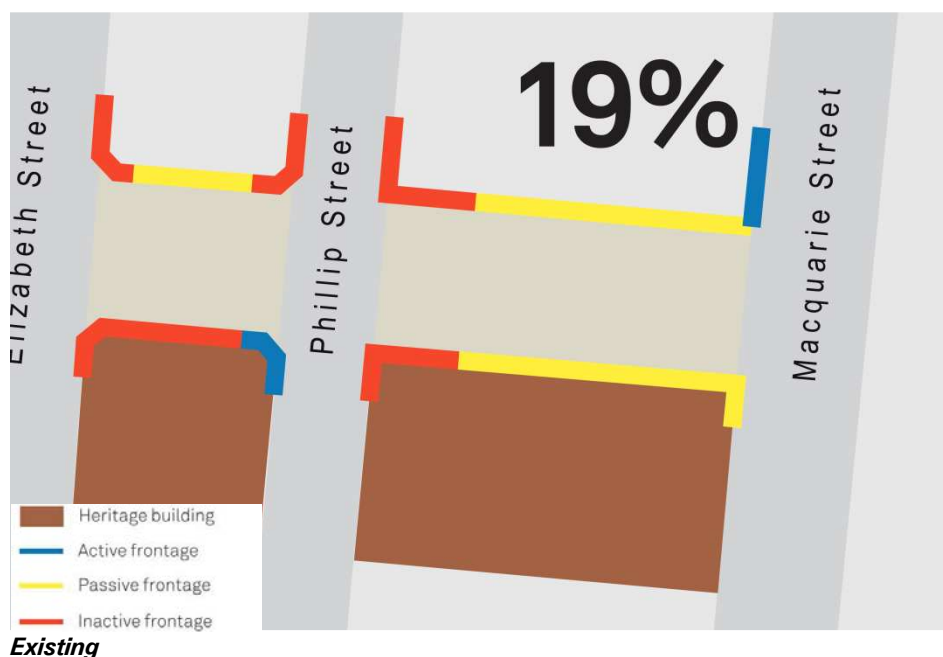 19%
Elizabeth Street
Phillip Street
Macquarie Street
Heritage building
Active frontage
Passive frontage
Inactive frontage
Existing